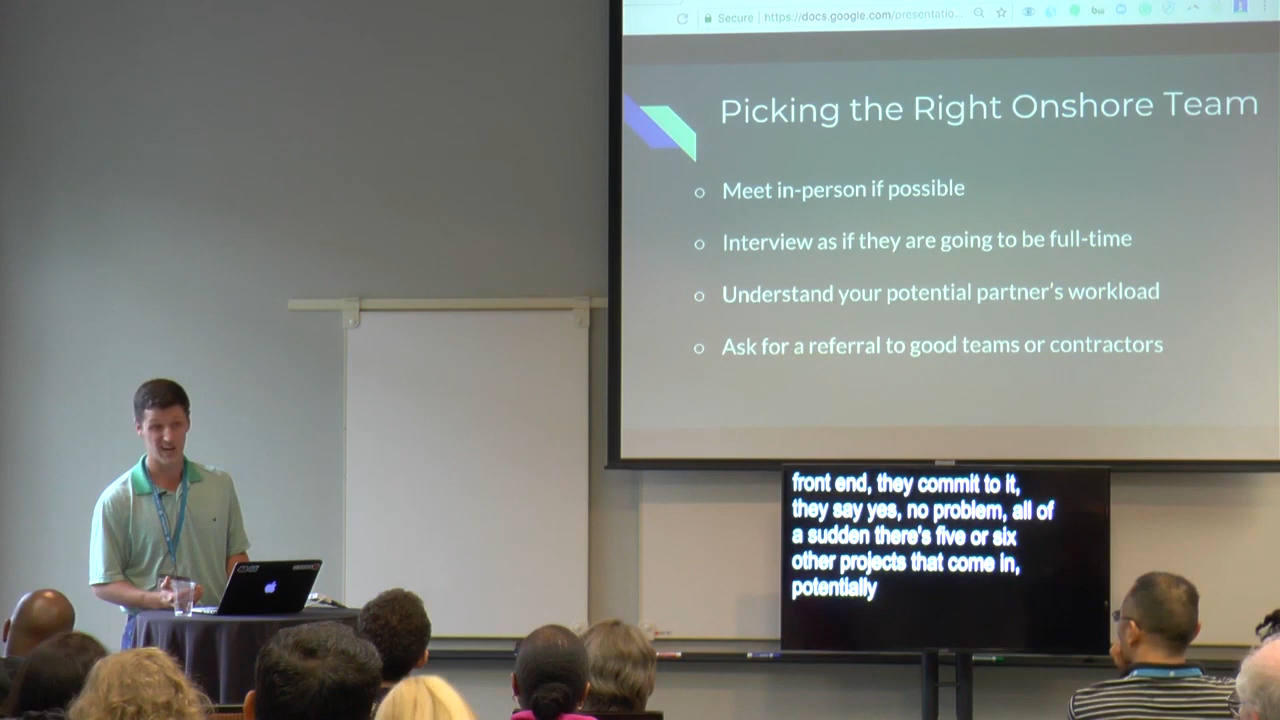 Secure | https://docs.google.com/presentatio...
Picking the Right Onshore Team
Meet in-person if possible
Interview as if they are going to be full-time
Understand your potential partner's workload
Ask for a referral to good teams or contractors
front end, they commit to it,
they say yes, no problem, all of
a sudden there's five or six
other projects that come in,
potentially